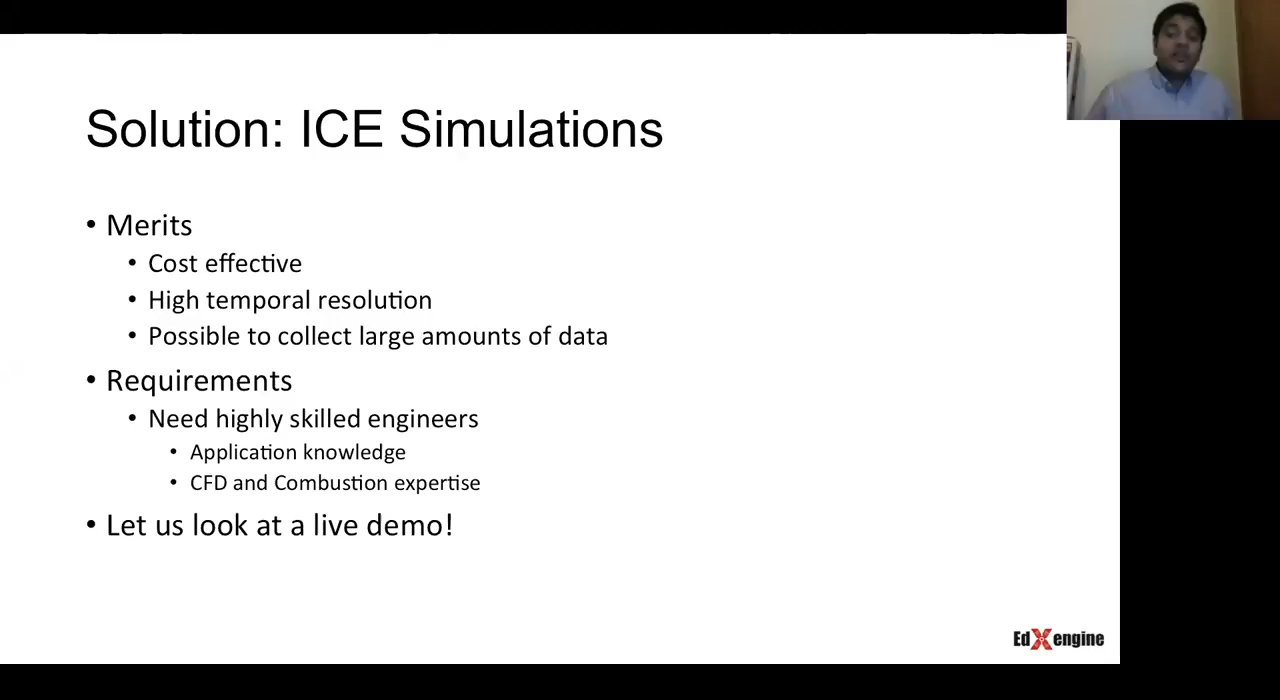 Solution: ICE Simulations
• Merits
• Cost effective
• High temporal resolution
• Possible to collect large amounts of data
• Requirements
• Need highly skilled engineers
• Application knowledge
• CFD and Combustion expertise
• Let us look at a live demo!
EdXengine